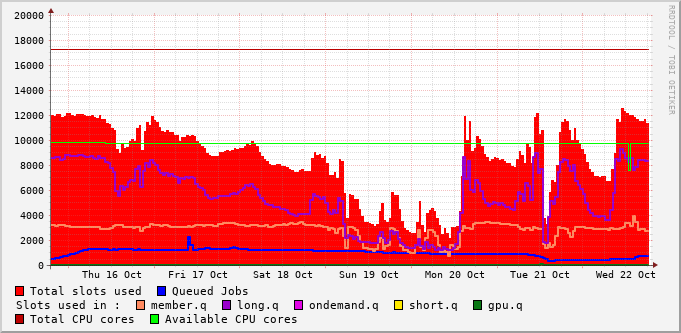 20000
18000
16000
14000
12000
10000
8000
6000
4000
2000
0
Thu 16 Oct Fri 17 Oct Sat 18 Oct Sun 19 Oct Mon 20 Oct Tue 21 Oct Wed 22 Oct
RRDTOOL / TOBI OETIKER
Total slots used Queued Jobs
Slots used in : member.q long.q ondemand.q short.q gpu.q
Total CPU cores Available CPU cores